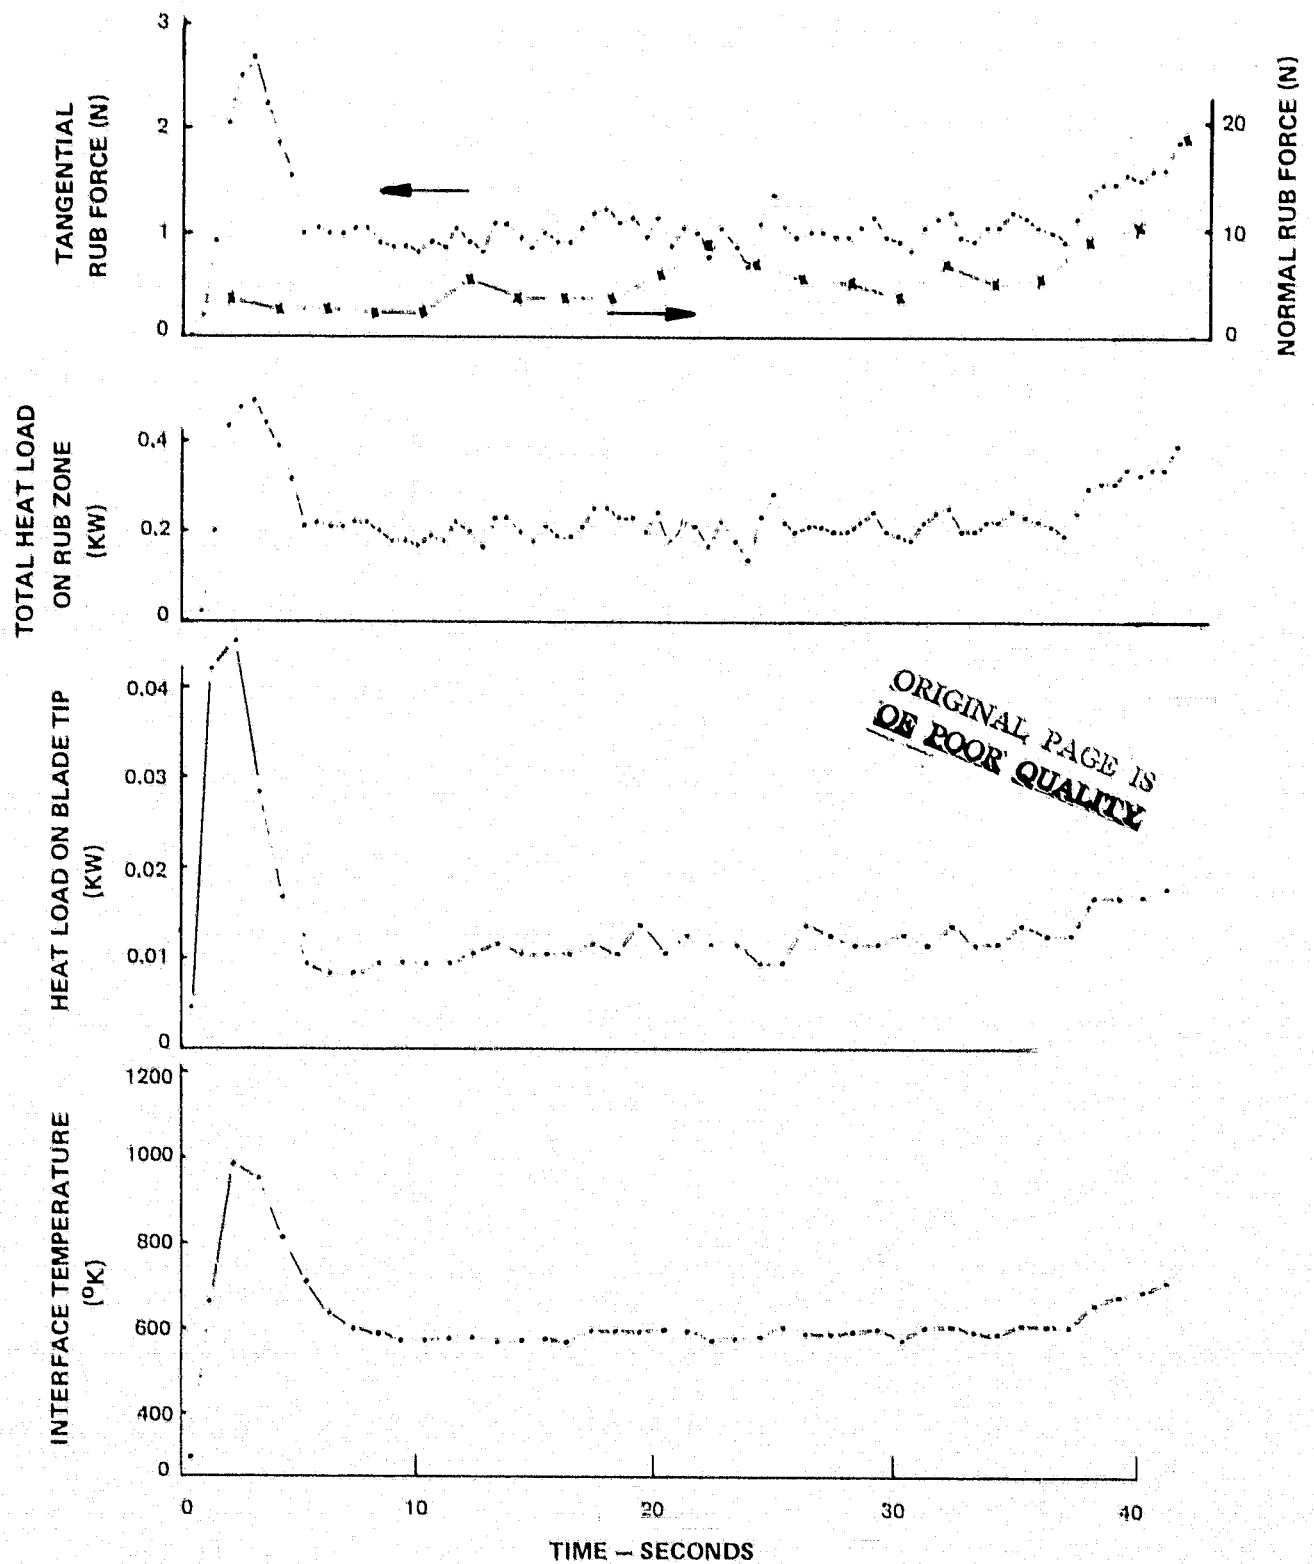 3
2
1
0
TANGENTIAL
RUB FORCE (N)
20
10
0
NORMAL RUB FORCE (N)
0.4
0.2
0
TOTAL HEAT LOAD
ON RUB ZONE
(KW)
0.04
0.03
0.02
0.01
0
HEAT LOAD ON BLADE TIP
(KW)
ORIGINAL PAGE IS
OF POOR QUALITY
1200
1000
800
600
400
0
INTERFACE TEMPERATURE
(ºK)
0 10 20 30 40
TIME – SECONDS